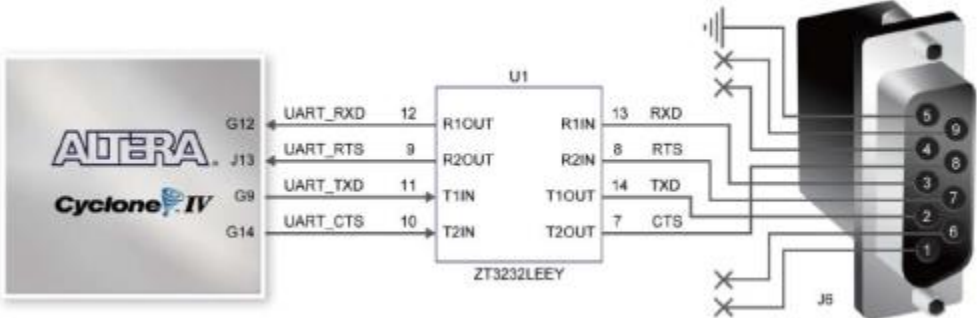 ALTERA.
Cyclone IV
G12
J13
G9
G14
UART_RXD
UART_RTS
UART_TXD
UART_CTS
12
9
11
10
U1
R1OUT
R2OUT
T1IN
T2IN
R1IN
R2IN
T1OUT
T2OUT
ZT3232LEEY
13 RXD
8 RTS
14 TXD
7 CTS
5
9
4
8
3
7
2
6
1
J6